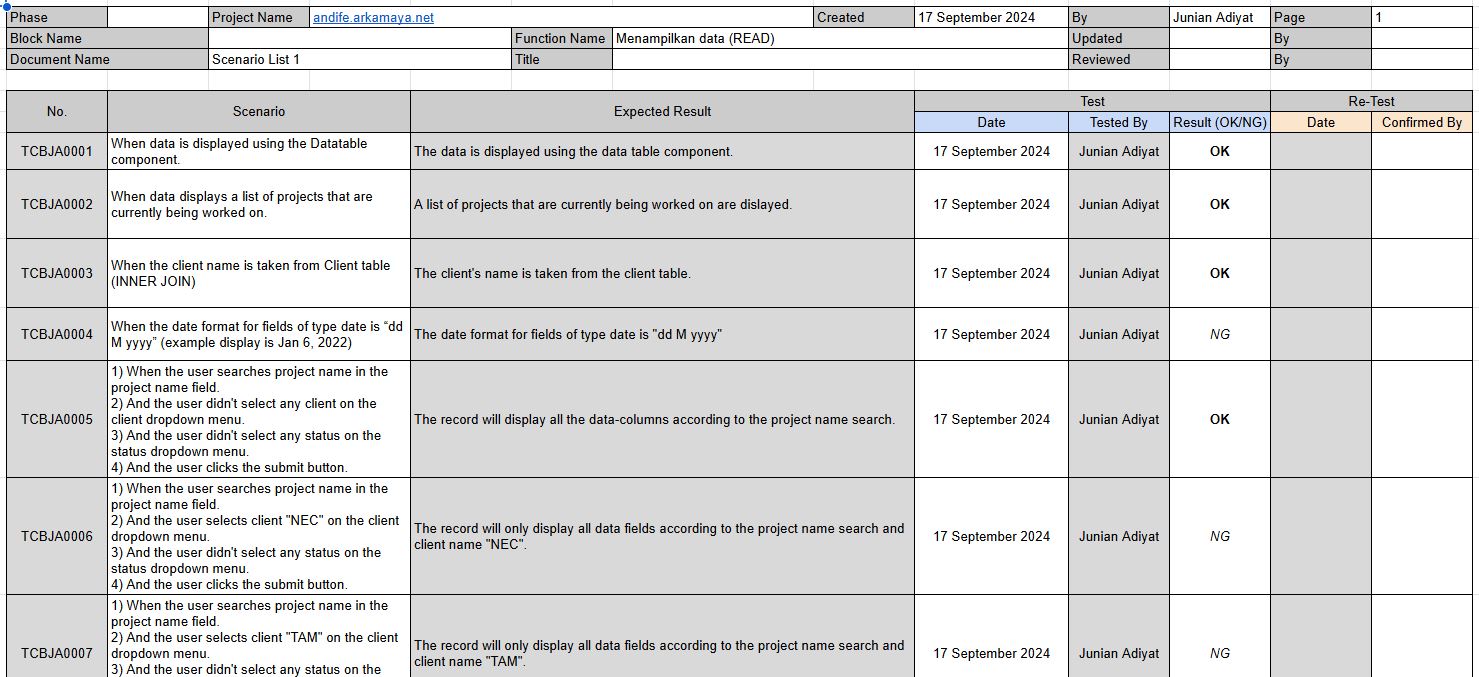 Phase Project Name andife.arkamaya.net Created 17 September 2024 By Junian Adiyat Page 1
Block Name Function Name Menampilkan data (READ) Updated By
Document Name Scenario List 1 Title Reviewed By
No. Scenario Expected Result Test Re-Test
Date Tested By Result (OK/NG) Date Confirmed By
TCBJA0001
When data is displayed using the Datatable
component.
The data is displayed using the data table component.
17 September 2024 Junian Adiyat OK
TCBJA0002
When data displays a list of projects that are
currently being worked on.
A list of projects that are currently being worked on are dislayed.
17 September 2024 Junian Adiyat OK
TCBJA0003
When the client name is taken from Client table
(INNER JOIN)
The client's name is taken from the client table.
17 September 2024 Junian Adiyat OK
TCBJA0004
When the date format for fields of type date is “dd
M yyyy” (example display is Jan 6, 2022)
The date format for fields of type date is "dd M yyyy"
17 September 2024 Junian Adiyat NG
TCBJA0005
1) When the user searches project name in the
project name field.
2) And the user didn't select any client on the
client dropdown menu.
3) And the user didn't select any status on the
status dropdown menu.
4) And the user clicks the submit button.
The record will display all the data-columns according to the project name search.
17 September 2024 Junian Adiyat OK
TCBJA0006
1) When the user searches project name in the
project name field.
2) And the user selects client "NEC" on the client
dropdown menu.
3) And the user didn't select any status on the
status dropdown menu.
4) And the user clicks the submit button.
The record will only display all data fields according to the project name search and
client name "NEC".
17 September 2024 Junian Adiyat NG
TCBJA0007
1) When the user searches project name in the
project name field.
2) And the user selects client "TAM" on the client
dropdown menu.
3) And the user didn't select any status on the
The record will only display all data fields according to the project name search and
client name "TAM".
17 September 2024 Junian Adiyat NG